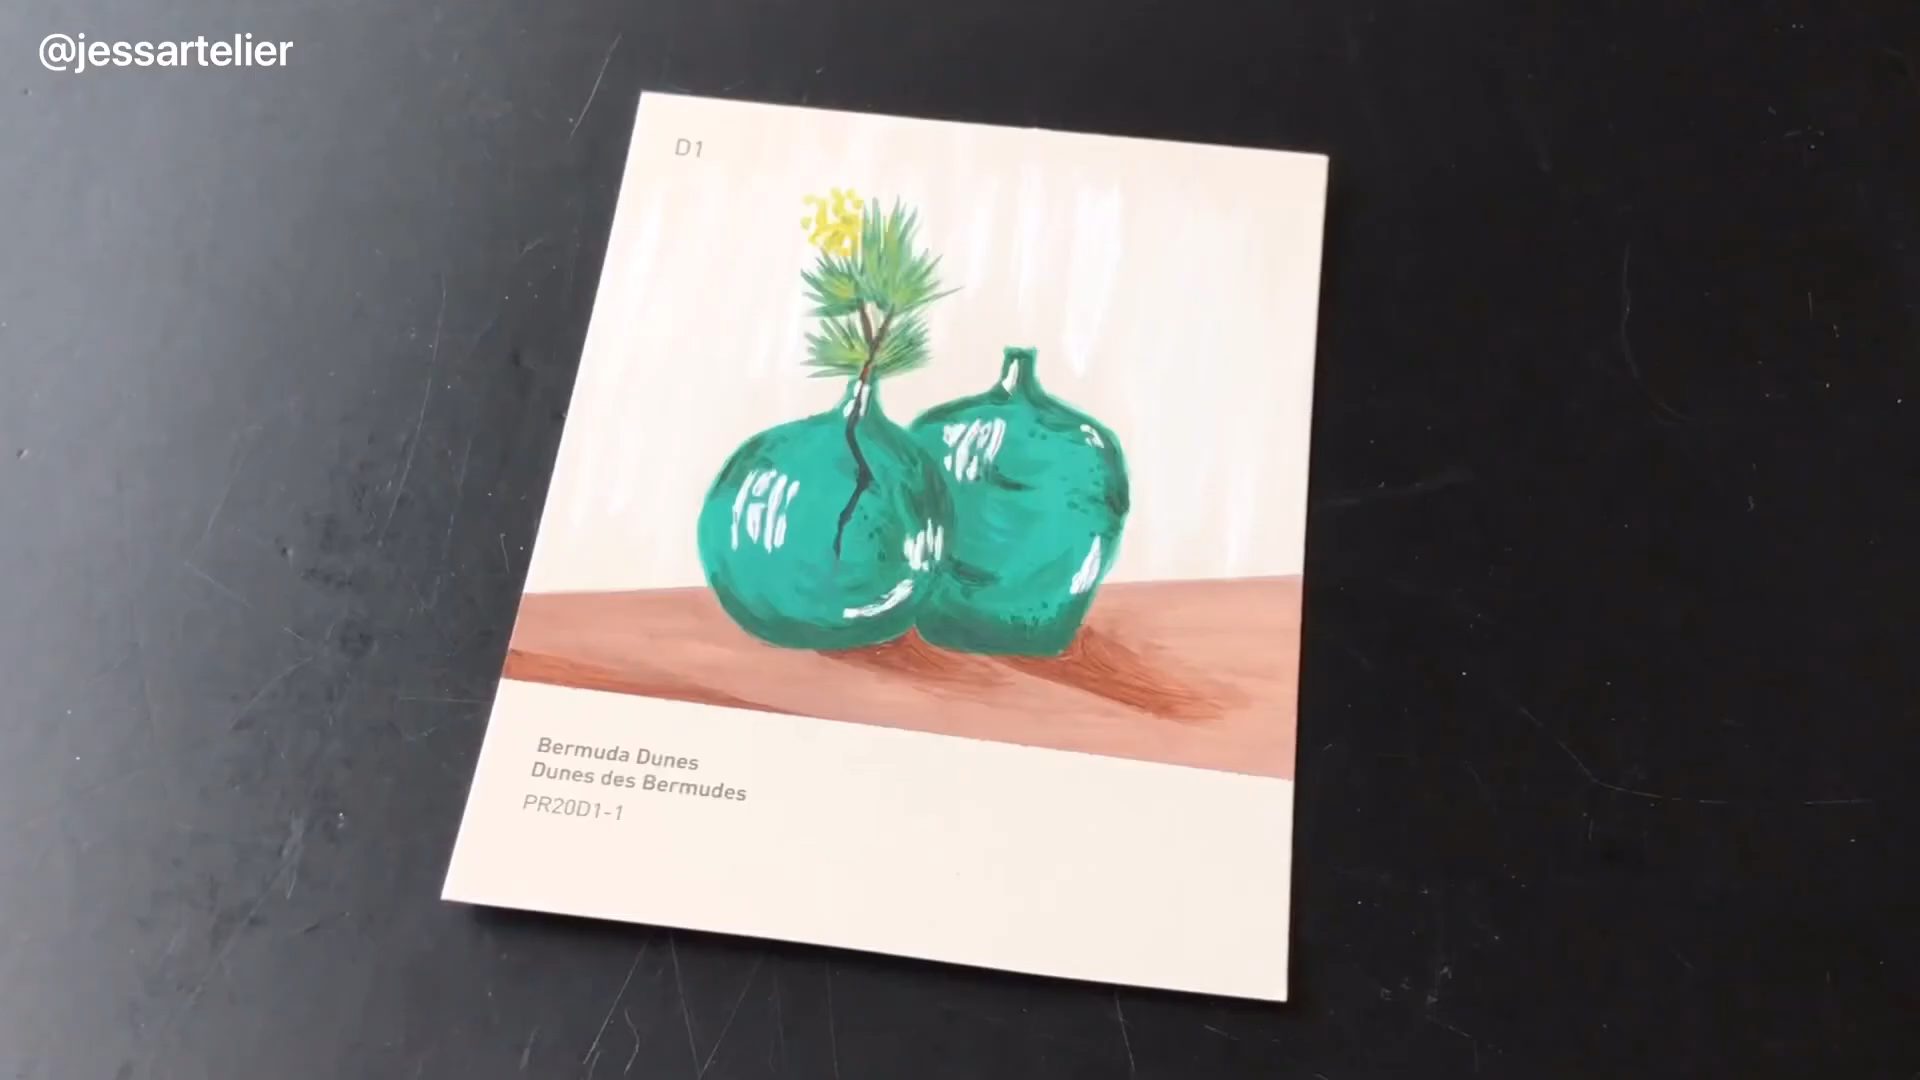 @jessartelier
D1
Bermuda Dunes
Dunes des Bermudes
PR20D1-1